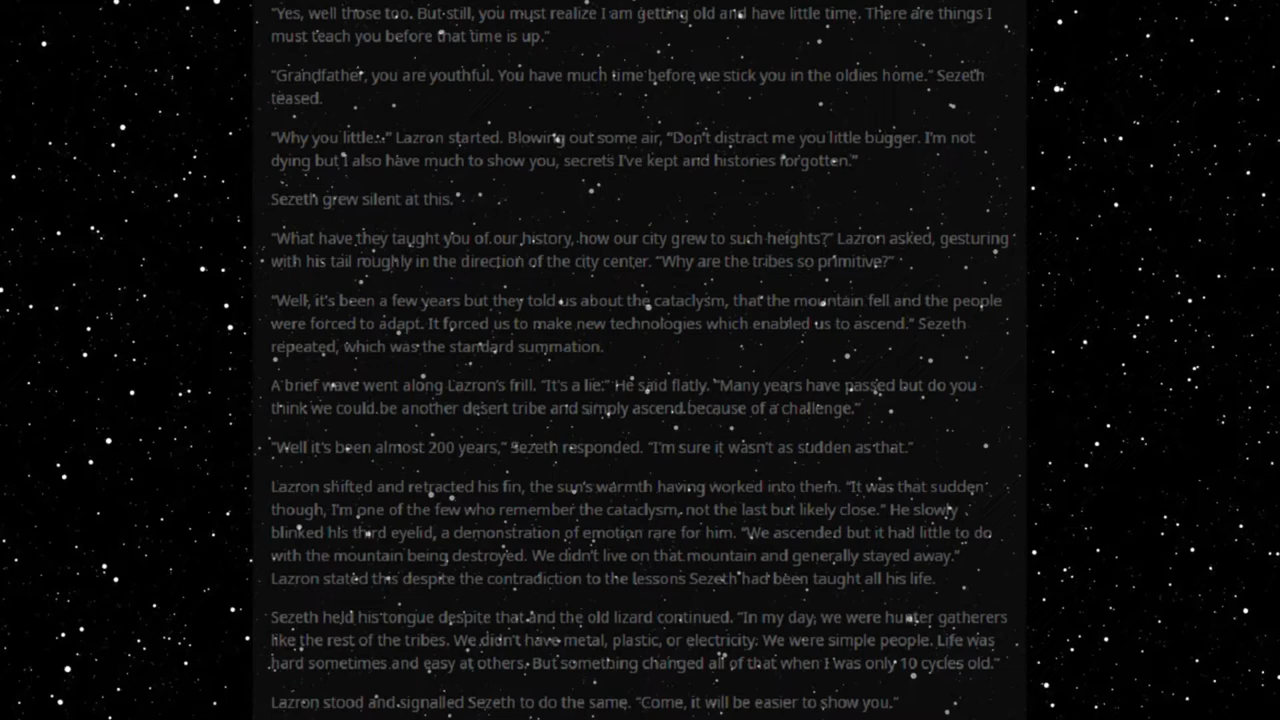 "Yes, well those too. But still, you must realize I am getting old and have little time. There are things I
must teach you before that time is up."
"Grandfather, you are youthful. You have much time before we stick you in the oldies home." Sezeth
teased.
"Why you little..." Lazron started. Blowing out some air, "Don't distract me you little bugger. I'm not
dying but I also have much to show you, secrets I've kept and histories forgotten."
Sezeth grew silent at this.
"What have they taught you of our history, how our city grew to such heights?" Lazron asked, gesturing
with his tail roughly in the direction of the city center. "Why are the tribes so primitive?"
"Well, it's been a few years but they told us about the cataclysm, that the mountain fell and the people
were forced to adapt. It forced us to make new technologies which enabled us to ascend." Sezeth
repeated, which was the standard summation.
A brief wave went along Lazron's frill. "It's a lie." He said flatly. "Many years have passed but do you
think we could be another desert tribe and simply ascend because of a challenge."
"Well it's been almost 200 years," Sezeth responded. "I'm sure it wasn't as sudden as that."
Lazron shifted and retracted his fin, the sun's warmth having worked into them. "It was that sudden
though, I'm one of the few who remember the cataclysm, not the last but likely close." He slowly
blinked his third eyelid, a demonstration of emotion rare for him. "We ascended but it had little to do
with the mountain being destroyed. We didn't live on that mountain and generally stayed away."
Lazron stated this despite the contradiction to the lessons Sezeth had been taught all his life.
Sezeth held his tongue despite that and the old lizard continued. "In my day, we were hunter gatherers
like the rest of the tribes. We didn't have metal, plastic, or electricity. We were simple people. Life was
hard sometimes and easy at others. But something changed all of that when I was only 10 cycles old."
Lazron stood and signalled Sezeth to do the same. "Come, it will be easier to show you."